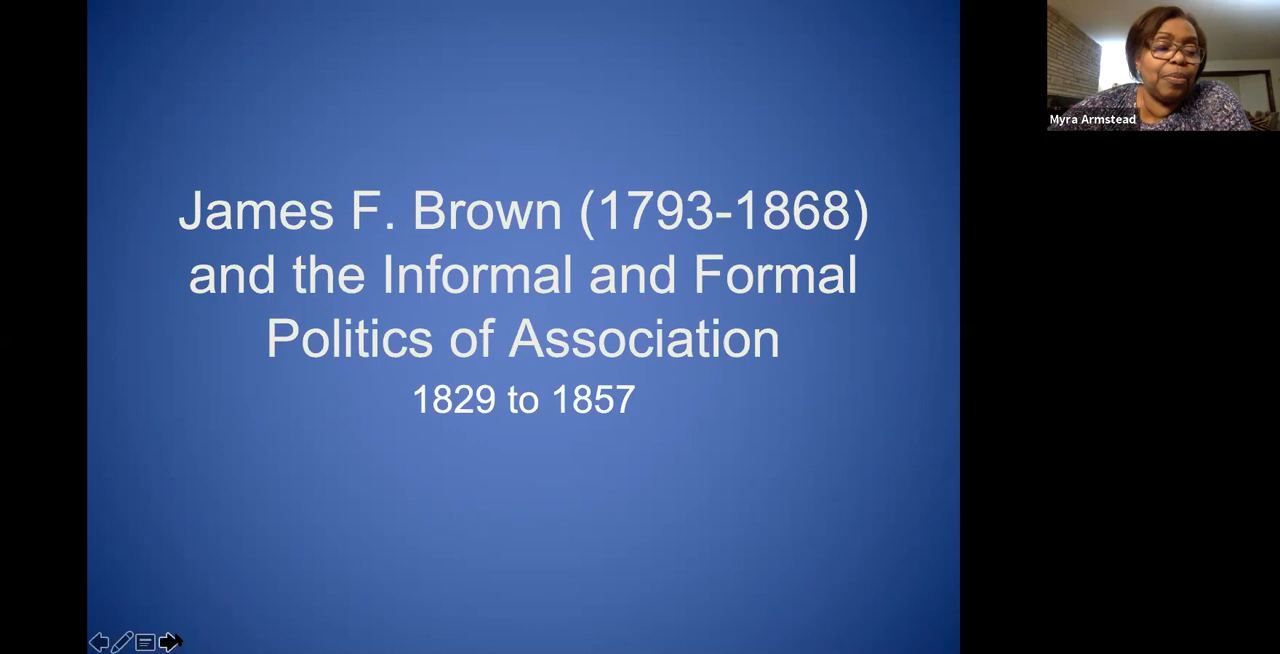 James F. Brown (1793-1868)
and the Informal and Formal
Politics of Association
1829 to 1857
Myra Armstead